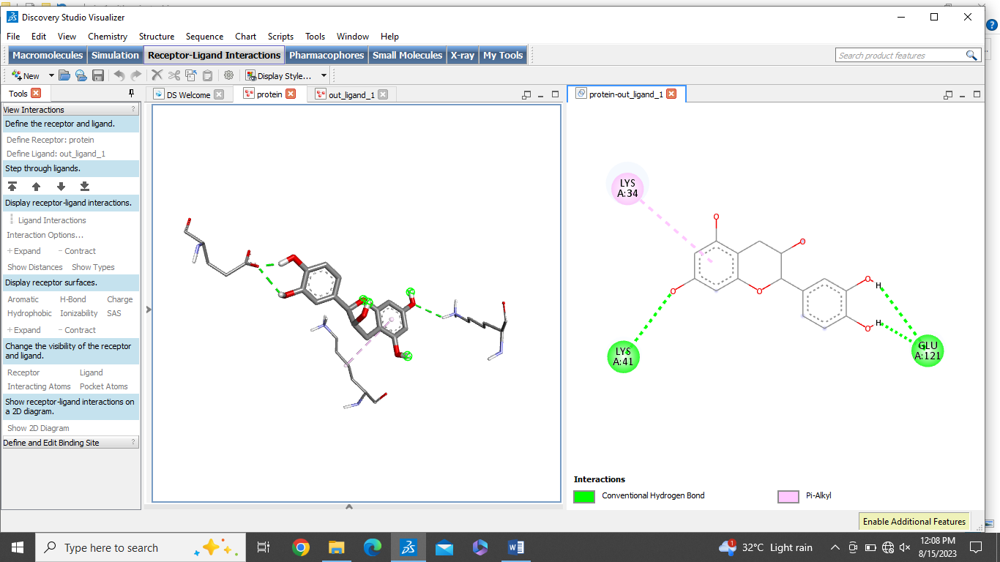 Discovery Studio Visualizer
File Edit View Chemistry Structure Sequence Chart Scripts Tools Window Help
Macromolecules Simulation Receptor-Ligand Interactions Pharmacophores Small Molecules X-ray My Tools
Search product features
New Display Style...
Tools
DS Welcome protein out_ligand_1
protein-out_ligand_1
View Interactions ?
Define the receptor and ligand.
Define Receptor: protein
Define Ligand: out_ligand_1
Step through ligands.
Display receptor-ligand interactions.
Ligand Interactions
Interaction Options...
+Expand - Contract
Show Distances Show Types
Display receptor surfaces.
Aromatic H-Bond Charge
Hydrophobic Ionizability SAS
+Expand - Contract
Change the visibility of the receptor
and ligand.
Receptor Ligand
Interacting Atoms Pocket Atoms
Show receptor-ligand interactions on
a 2D diagram.
Show 2D Diagram
Define and Edit Binding Site ?
LYS
A:34
O
O
O H
O
O
O H
LYS
A:41
GLU
A:121
Interactions
Conventional Hydrogen Bond
Pi-Alkyl
Enable Additional Features
Type here to search
1
32°C Light rain
12:08 PM
8/15/2023